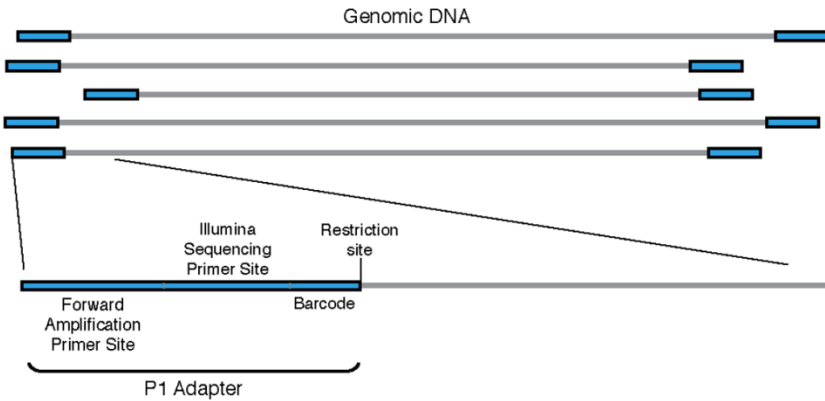 Genomic DNA
Illumina
Sequencing
Primer Site
Restriction
site
Forward
Amplification
Primer Site
Barcode
P1 Adapter